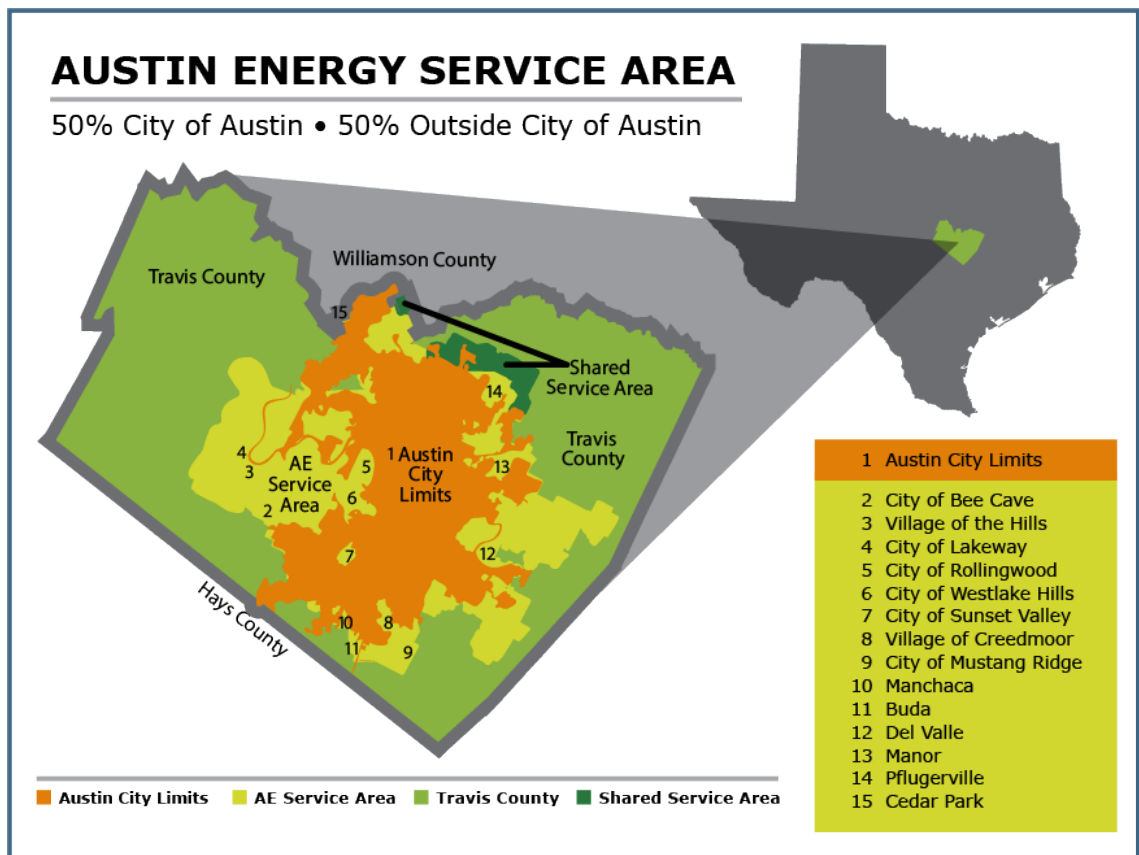 AUSTIN ENERGY SERVICE AREA
50% City of Austin • 50% Outside City of Austin
Travis County
Williamson County
15
Shared
Service Area
14
Travis
County
4
3
AE
Service
Area
2
5
6
1 Austin
City
Limits
13
7
12
Hays County
10
8
11
9
1 Austin City Limits
2 City of Bee Cave
3 Village of the Hills
4 City of Lakeway
5 City of Rollingwood
6 City of Westlake Hills
7 City of Sunset Valley
8 Village of Creedmoor
9 City of Mustang Ridge
10 Manchaca
11 Buda
12 Del Valle
13 Manor
14 Pflugerville
15 Cedar Park
Austin City Limits AE Service Area Travis County Shared Service Area